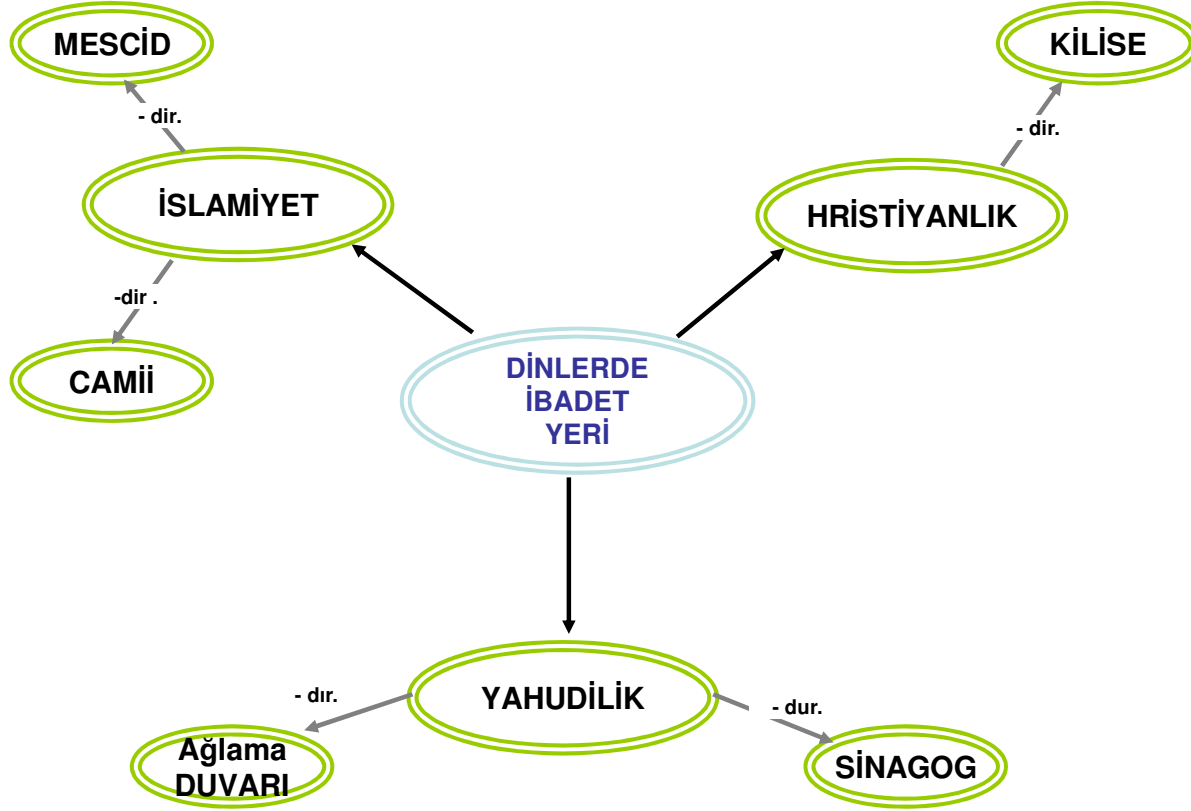 MESCİD
KİLİSE
- dir.
- dir.
İSLAMİYET
HRİSTİYANLIK
-dir .
CAMİİ
DİNLERDE
İBADET
YERİ
YAHUDİLİK
- dır.
- dur.
Ağlama
DUVARI
SİNAGOG